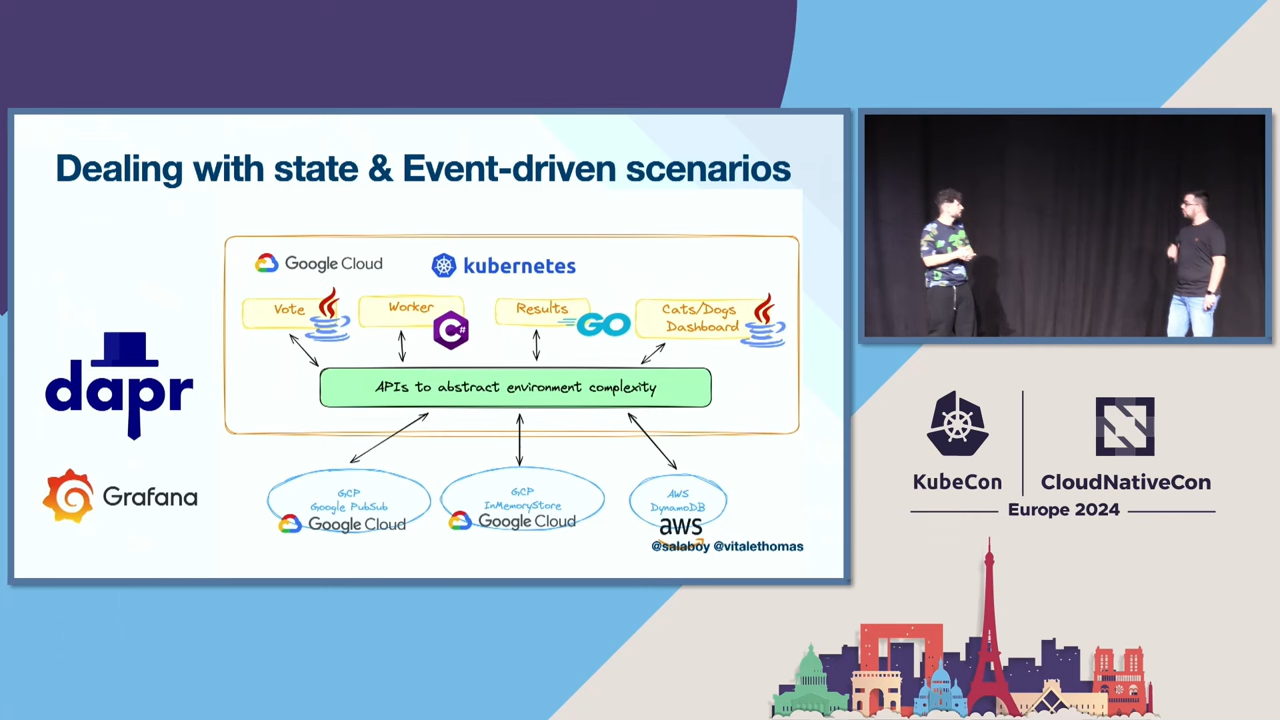 Dealing with state & Event-driven scenarios
Google Cloud
kubernetes
Vote
Worker
C#
Results
GO
Cats/Dogs
Dashboard
APIs to abstract environment complexity
dapr
Grafana
GCP
Google PubSub
Google Cloud
GCP
InMemoryStore
Google Cloud
AWS
DynamoDB
aws
@salaboy @vitalethomas
KubeCon
CloudNativeCon
Europe 2024